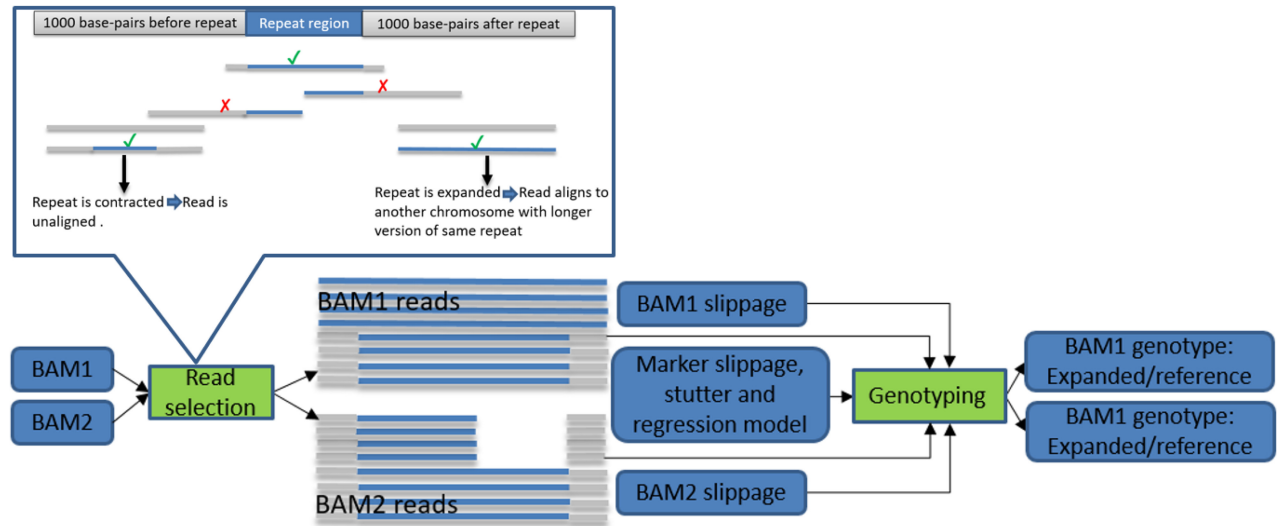 1000 base-pairs before repeat
Repeat region
1000 base-pairs after repeat
Repeat is contracted Read is
unaligned .
Repeat is expanded Read aligns to
another chromosome with longer
version of same repeat
BAM1
BAM2
Read
selection
BAM1 reads
BAM2 reads
BAM1 slippage
Marker slippage,
stutter and
regression model
BAM2 slippage
Genotyping
BAM1 genotype:
Expanded/reference
BAM1 genotype:
Expanded/reference